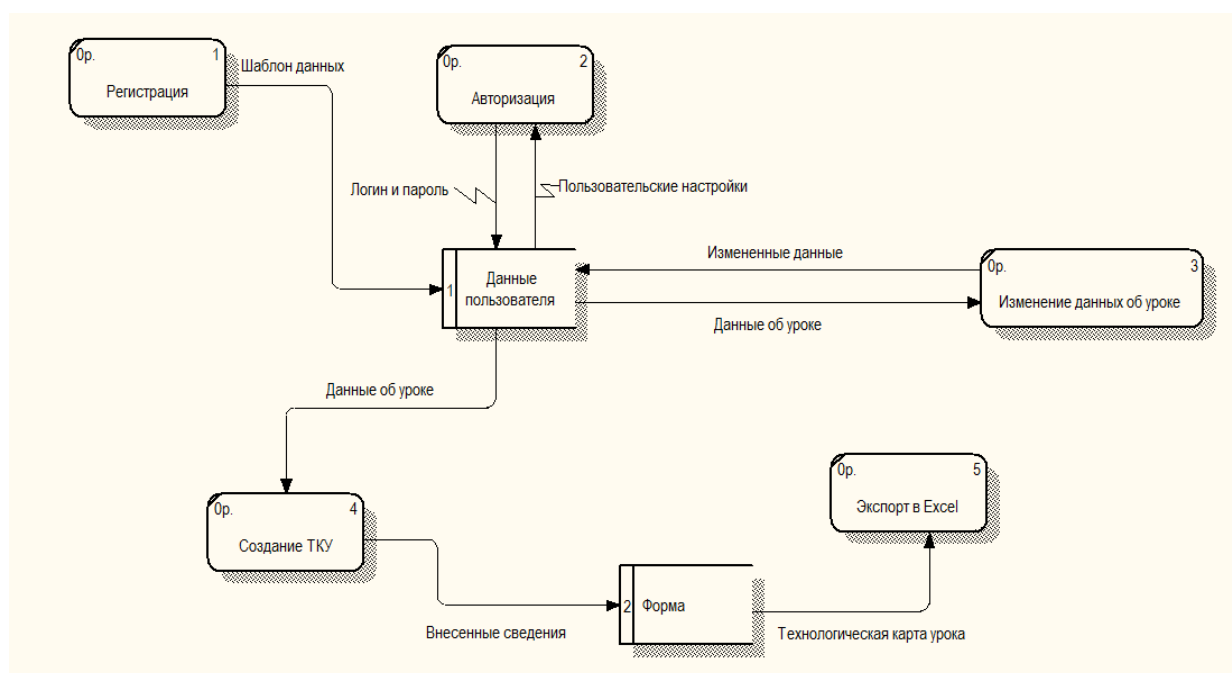 0р. 1
Регистрация
Шаблон данных
0р. 2
Авторизация
Логин и пароль
Пользовательские настройки
1
Данные
пользователя
Измененные данные
Данные об уроке
0р. 3
Изменение данных об уроке
Данные об уроке
0р. 4
Создание ТКУ
Внесенные сведения
2 Форма
Технологическая карта урока
0р. 5
Экспорт в Excel